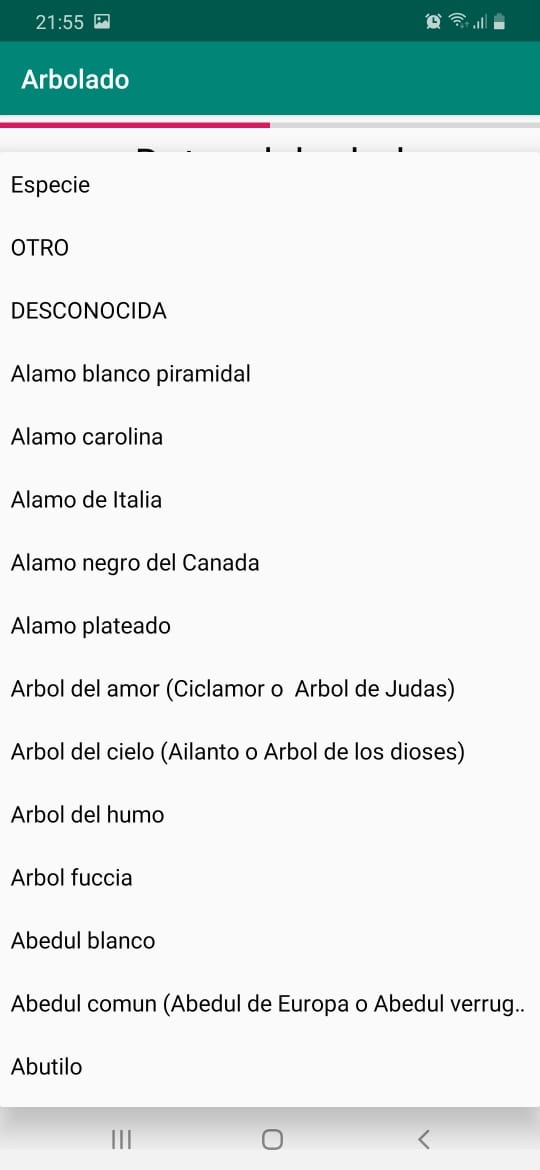 21:55
Arbolado
Especie
OTRO
DESCONOCIDA
Alamo blanco piramidal
Alamo carolina
Alamo de Italia
Alamo negro del Canada
Alamo plateado
Arbol del amor (Ciclamor o  Arbol de Judas)
Arbol del cielo (Ailanto o Arbol de los dioses)
Arbol del humo
Arbol fuccia
Abedul blanco
Abedul comun (Abedul de Europa o Abedul verrug..
Abutilo